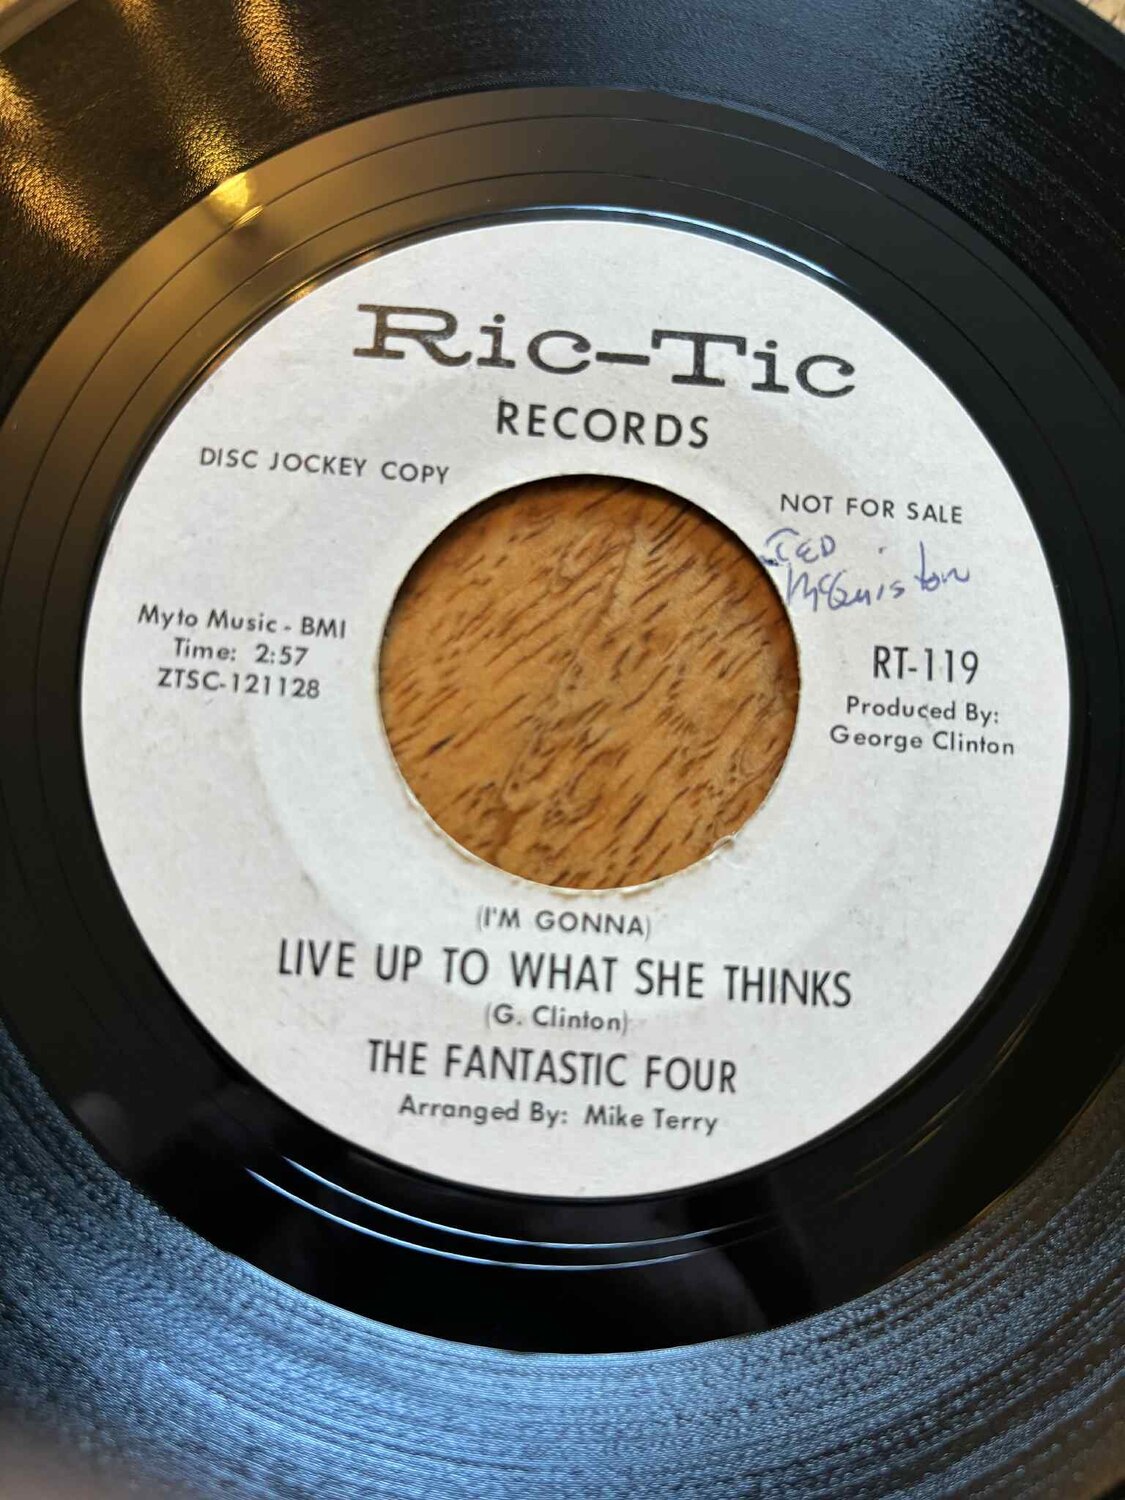 Ric-Tic
RECORDS
DISC JOCKEY COPY
NOT FOR SALE
TED
McQuiston
Myto Music - BMI
Time: 2:57
ZTSC-121128
RT-119
Produced By:
George Clinton
(I'M GONNA)
LIVE UP TO WHAT SHE THINKS
(G. Clinton)
THE FANTASTIC FOUR
Arranged By: Mike Terry